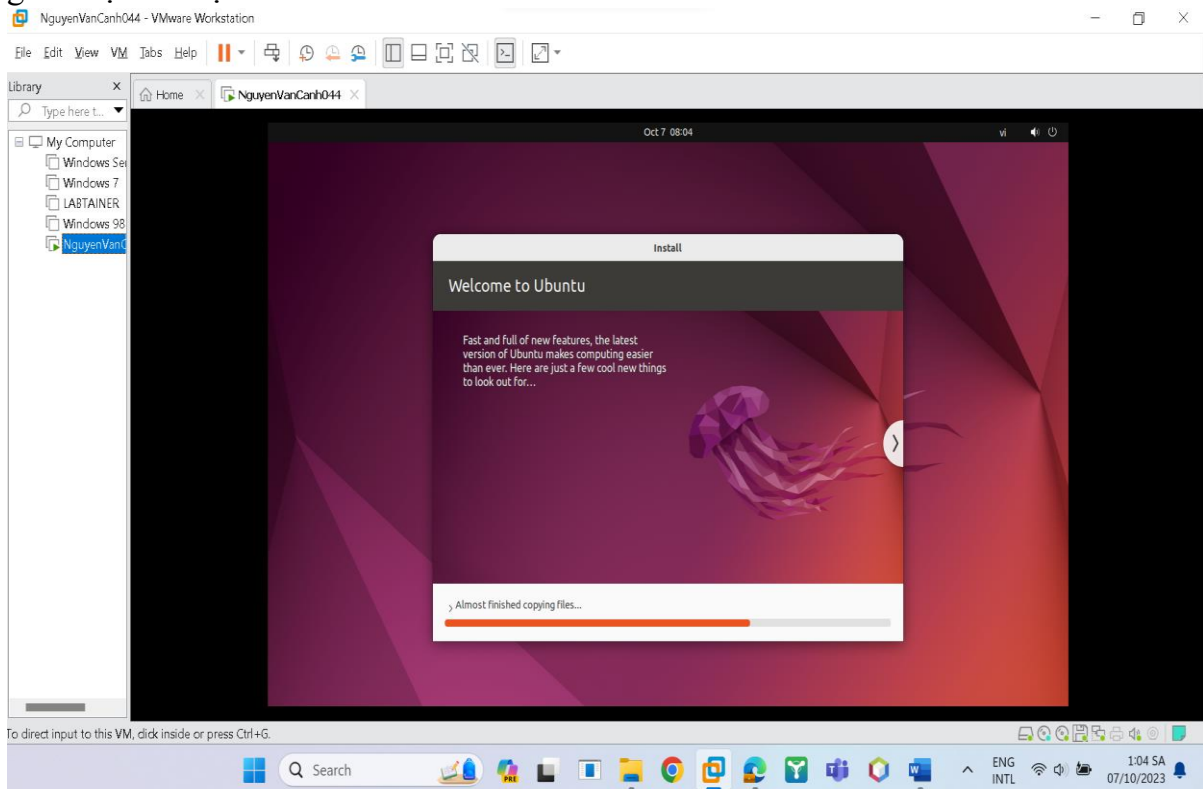 NguyenVanCanh044 - VMware Workstation
File Edit View VM Tabs Help
Library X
Home
NguyenVanCanh044
Type here t...
My Computer
Windows Ser
Windows 7
LABTAINER
Windows 98
NguyenVanC
Oct 7 08:04
vi
Install
Welcome to Ubuntu
Fast and full of new features, the latest
version of Ubuntu makes computing easier
than ever. Here are just a few cool new things
to look out for...
Almost finished copying files...
To direct input to this VM, click inside or press Ctrl+G.
Search
PRE
ENG
INTL
1:04 SA
07/10/2023